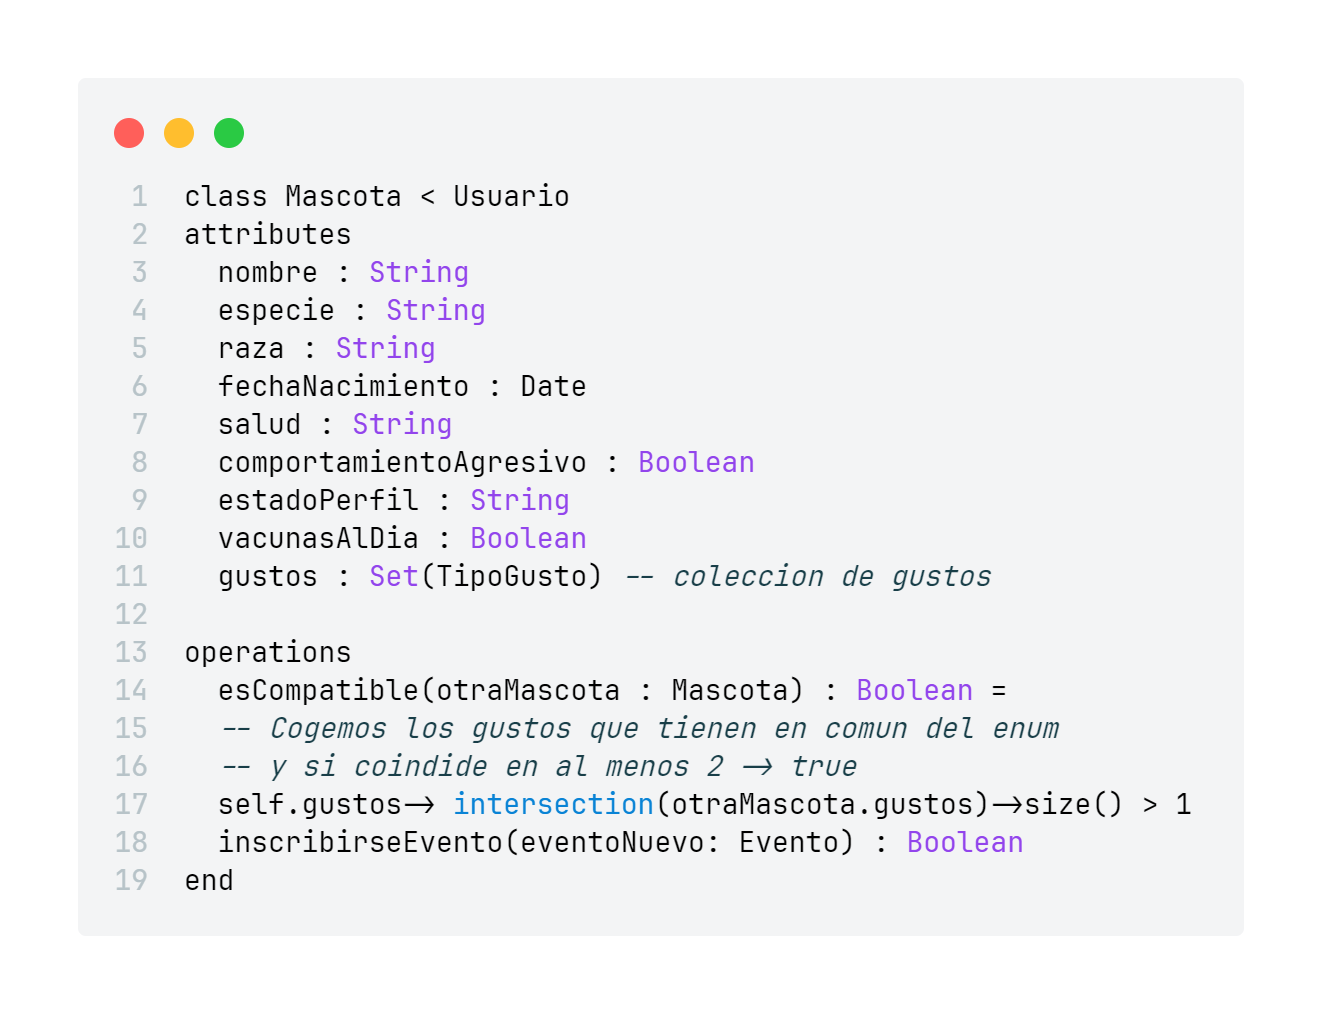 1 class Mascota < Usuario
2 attributes
3   nombre : String
4   especie : String
5   raza : String
6   fechaNacimiento : Date
7   salud : String
8   comportamientoAgresivo : Boolean
9   estadoPerfil : String
10   vacunasAlDia : Boolean
11   gustos : Set(TipoGusto) -- coleccion de gustos
12
13 operations
14   esCompatible(otraMascota : Mascota) : Boolean =
15   -- Cogemos los gustos que tienen en comun del enum
16   -- y si coindide en al menos 2 -> true
17   self.gustos-> intersection(otraMascota.gustos)->size() > 1
18   inscribirseEvento(eventoNuevo: Evento) : Boolean
19 end